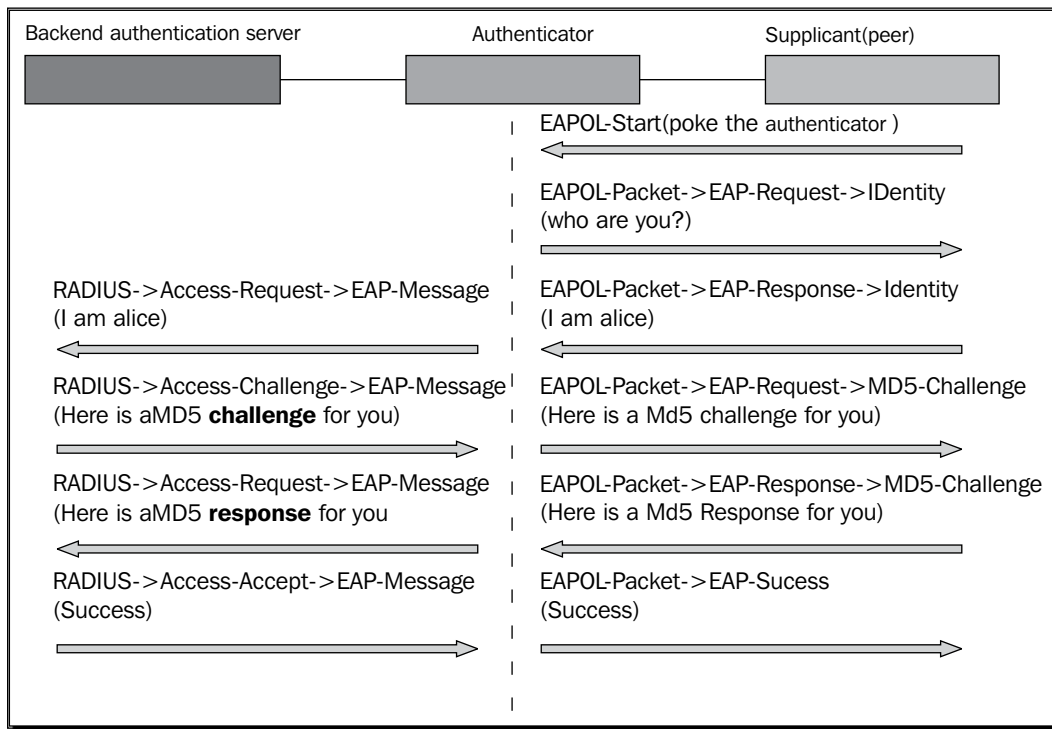 Backend authentication server
Authenticator
Supplicant(peer)
EAPOL-Start(poke the authenticator )
EAPOL-Packet->EAP-Request->IDentity
(who are you?)
RADIUS->Access-Request->EAP-Message
(I am alice)
EAPOL-Packet->EAP-Response->Identity
(I am alice)
RADIUS->Access-Challenge->EAP-Message
(Here is aMD5 challenge for you)
EAPOL-Packet->EAP-Request->MD5-Challenge
(Here is a Md5 challenge for you)
RADIUS->Access-Request->EAP-Message
(Here is aMD5 response for you
EAPOL-Packet->EAP-Response->MD5-Challenge
(Here is a Md5 Response for you)
RADIUS->Access-Accept->EAP-Message
(Success)
EAPOL-Packet->EAP-Sucess
(Success)